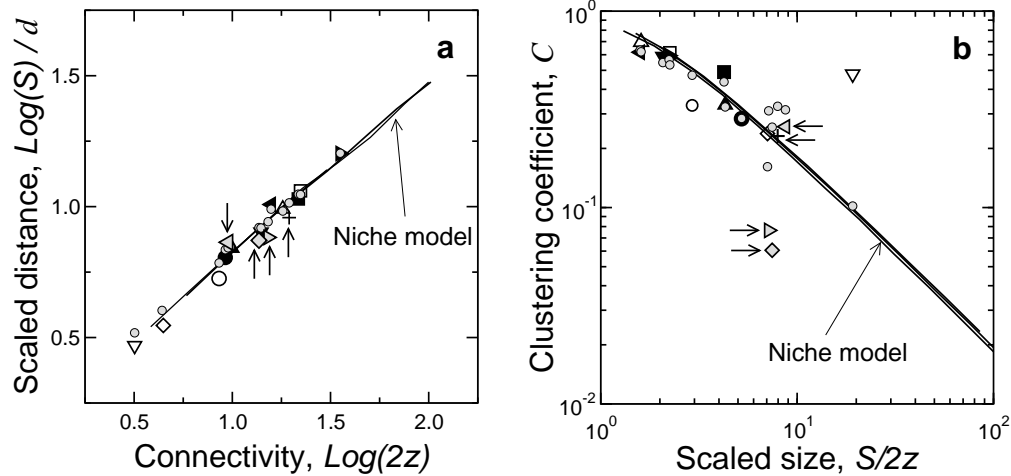 a
Scaled distance, Log(S) / d
1.5
1.0
0.5
Niche model
0.5
1.0
1.5
2.0
Connectivity, Log(2z)
b
Clustering coefficient, C
10^0
10^-1
10^-2
Niche model
10^0
10^1
10^2
Scaled size, S/2z